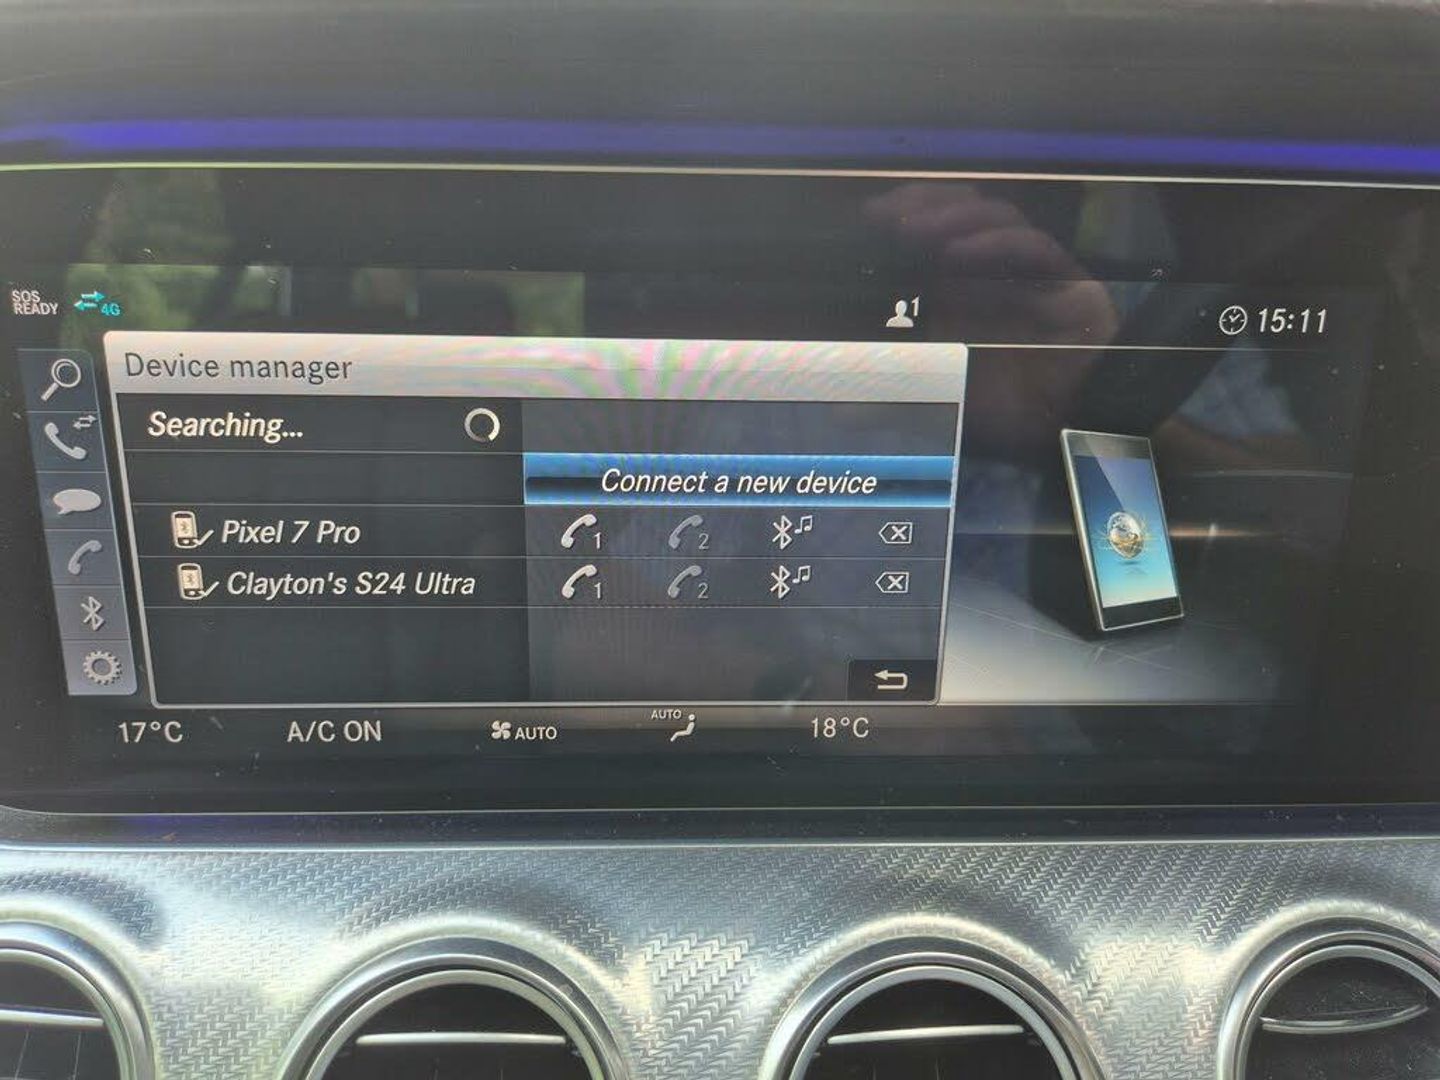 SOS
READY
4G
1
15:11
Device manager
Searching...
Connect a new device
Pixel 7 Pro 1 2
Clayton's S24 Ultra 1 2
17°C A/C ON AUTO AUTO 18°C